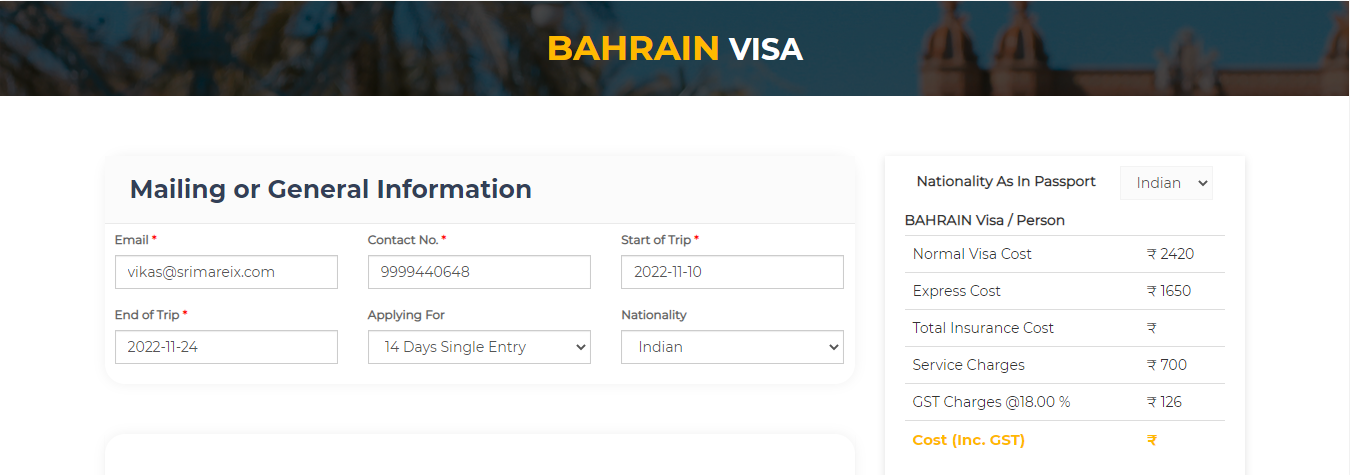 BAHRAIN VISA
Mailing or General Information
Email *
Contact No. *
Start of Trip *
vikas@srimareix.com
9999440648
2022-11-10
End of Trip *
Applying For
Nationality
2022-11-24
14 Days Single Entry
Indian
Nationality As In Passport
Indian
BAHRAIN Visa / Person
Normal Visa Cost ₹ 2420
Express Cost ₹ 1650
Total Insurance Cost ₹
Service Charges ₹ 700
GST Charges @18.00 % ₹ 126
Cost (Inc. GST) ₹